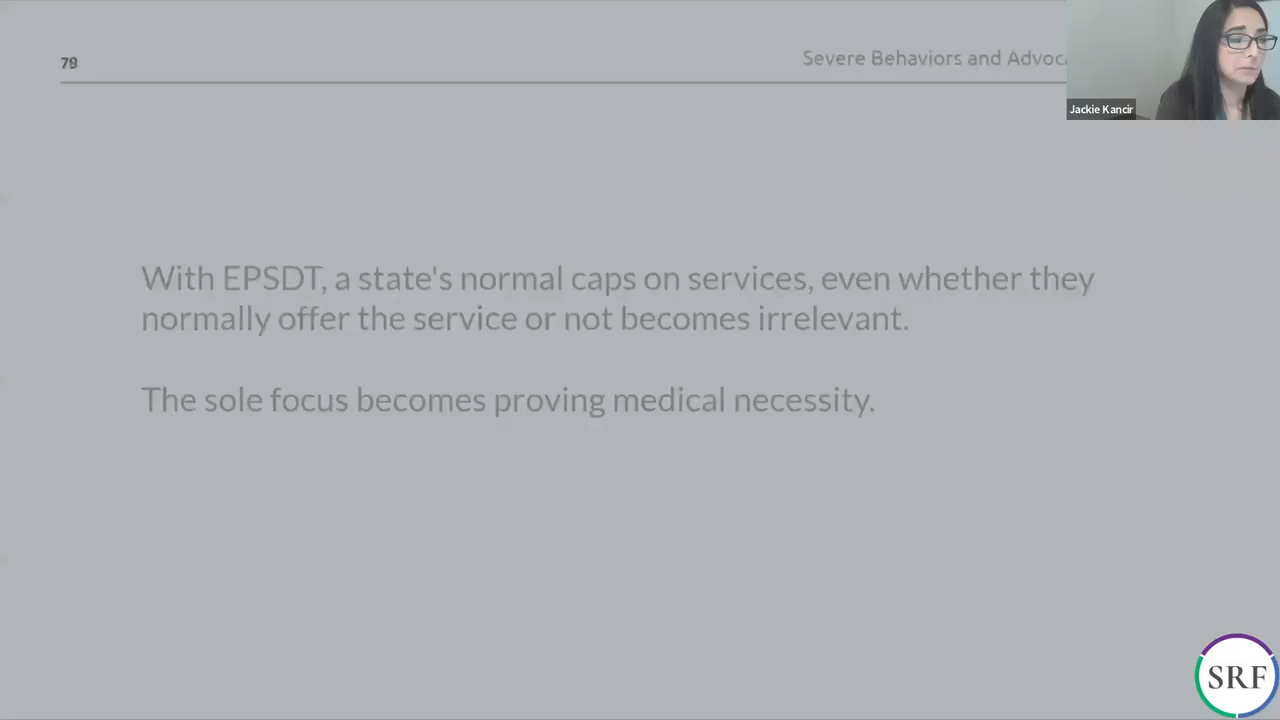 79
Severe Behaviors and
Jackie Kancir
With EPSDT, a state's normal caps on services, even whether they
normally offer the service or not becomes irrelevant.
The sole focus becomes proving medical necessity.
SRF